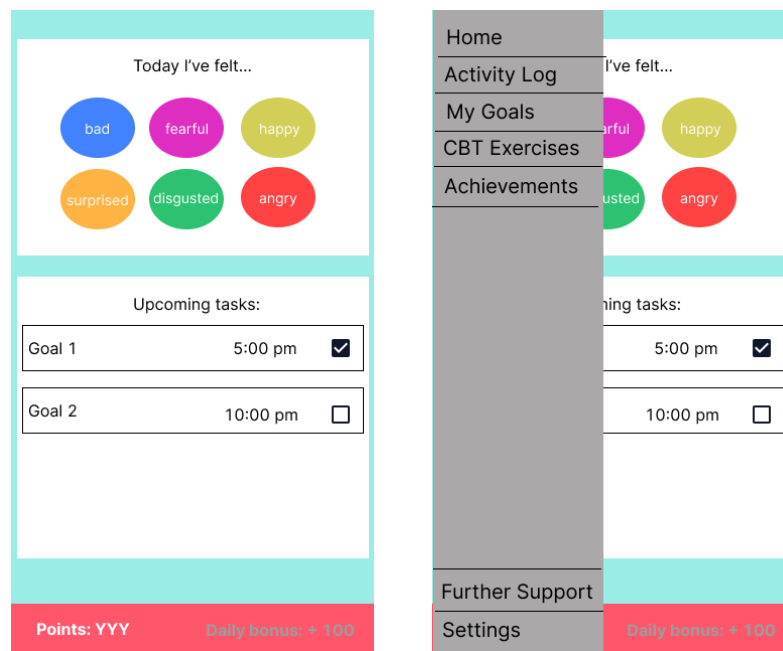 Today I’ve felt...
bad fearful happy
surprised disgusted angry
Upcoming tasks:
Goal 1 5:00 pm
Goal 2 10:00 pm
Points: YYY Daily bonus: + 100
Home
Activity Log
My Goals
CBT Exercises
Achievements
Further Support
Settings
I’ve felt...
arful happy
usted angry
ning tasks:
5:00 pm
10:00 pm
Daily bonus: + 100